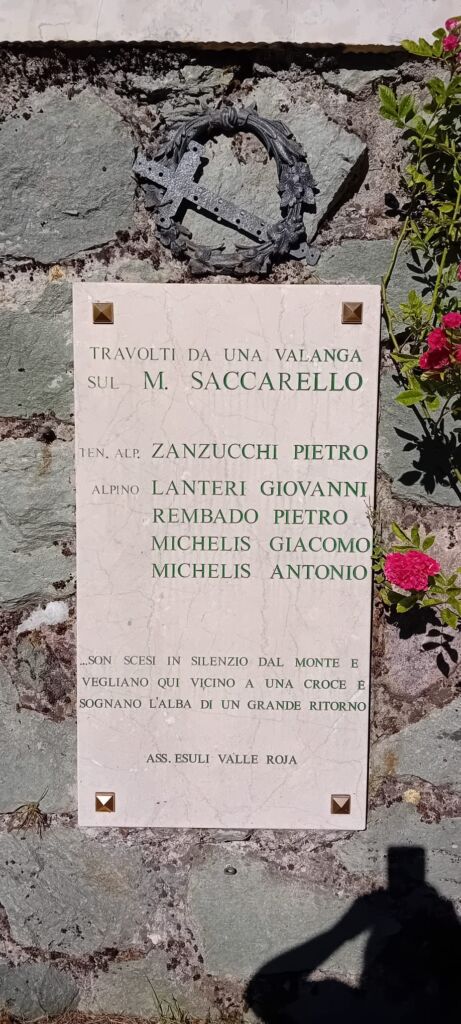 TRAVOLTI DA UNA VALANGA
SUL M. SACCARELLO
TEN. ALP. ZANZUCCHI PIETRO
ALPINO LANTERI GIOVANNI
REMBADO PIETRO
MICHELIS GIACOMO
MICHELIS ANTONIO
...SON SCESI IN SILENZIO DAL MONTE E
VEGLIANO QUI VICINO A UNA CROCE E
SOGNANO L'ALBA DI UN GRANDE RITORNO
ASS. ESULI VALLE ROJA